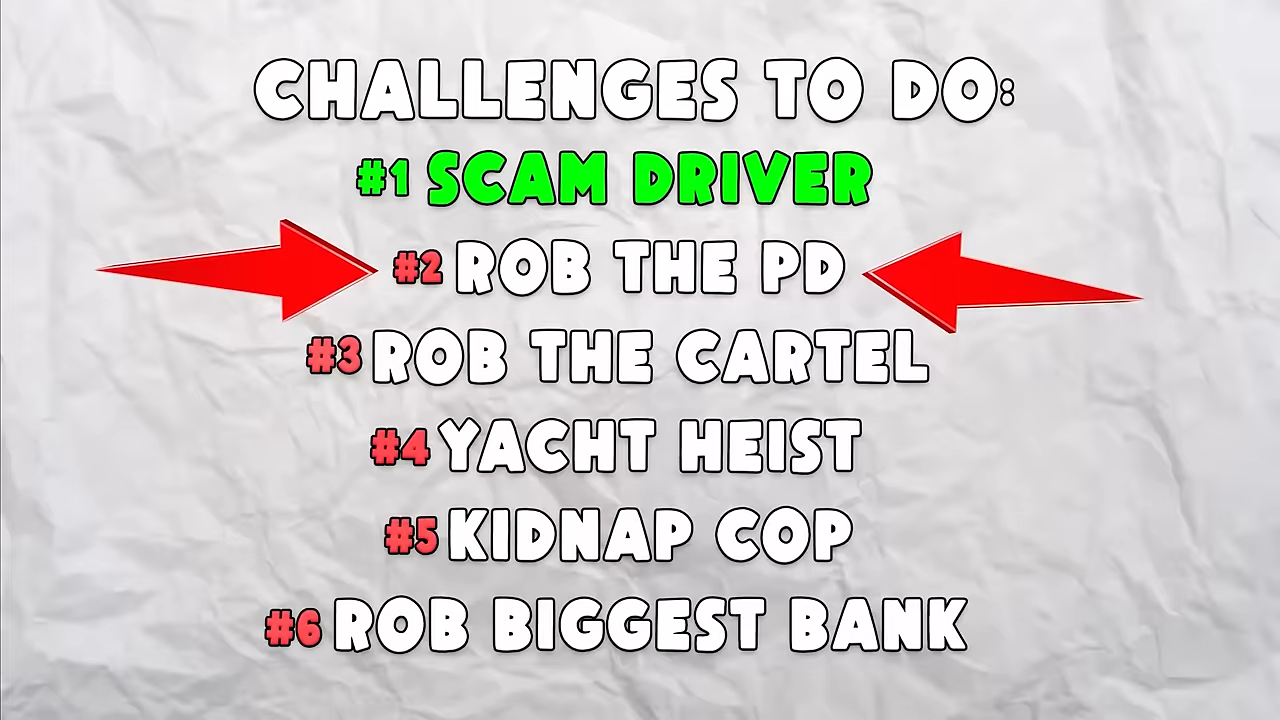 CHALLENGES TO DO:
#1 SCAM DRIVER
#2 ROB THE PD
#3 ROB THE CARTEL
#4 YACHT HEIST
#5 KIDNAP COP
#6 ROB BIGGEST BANK